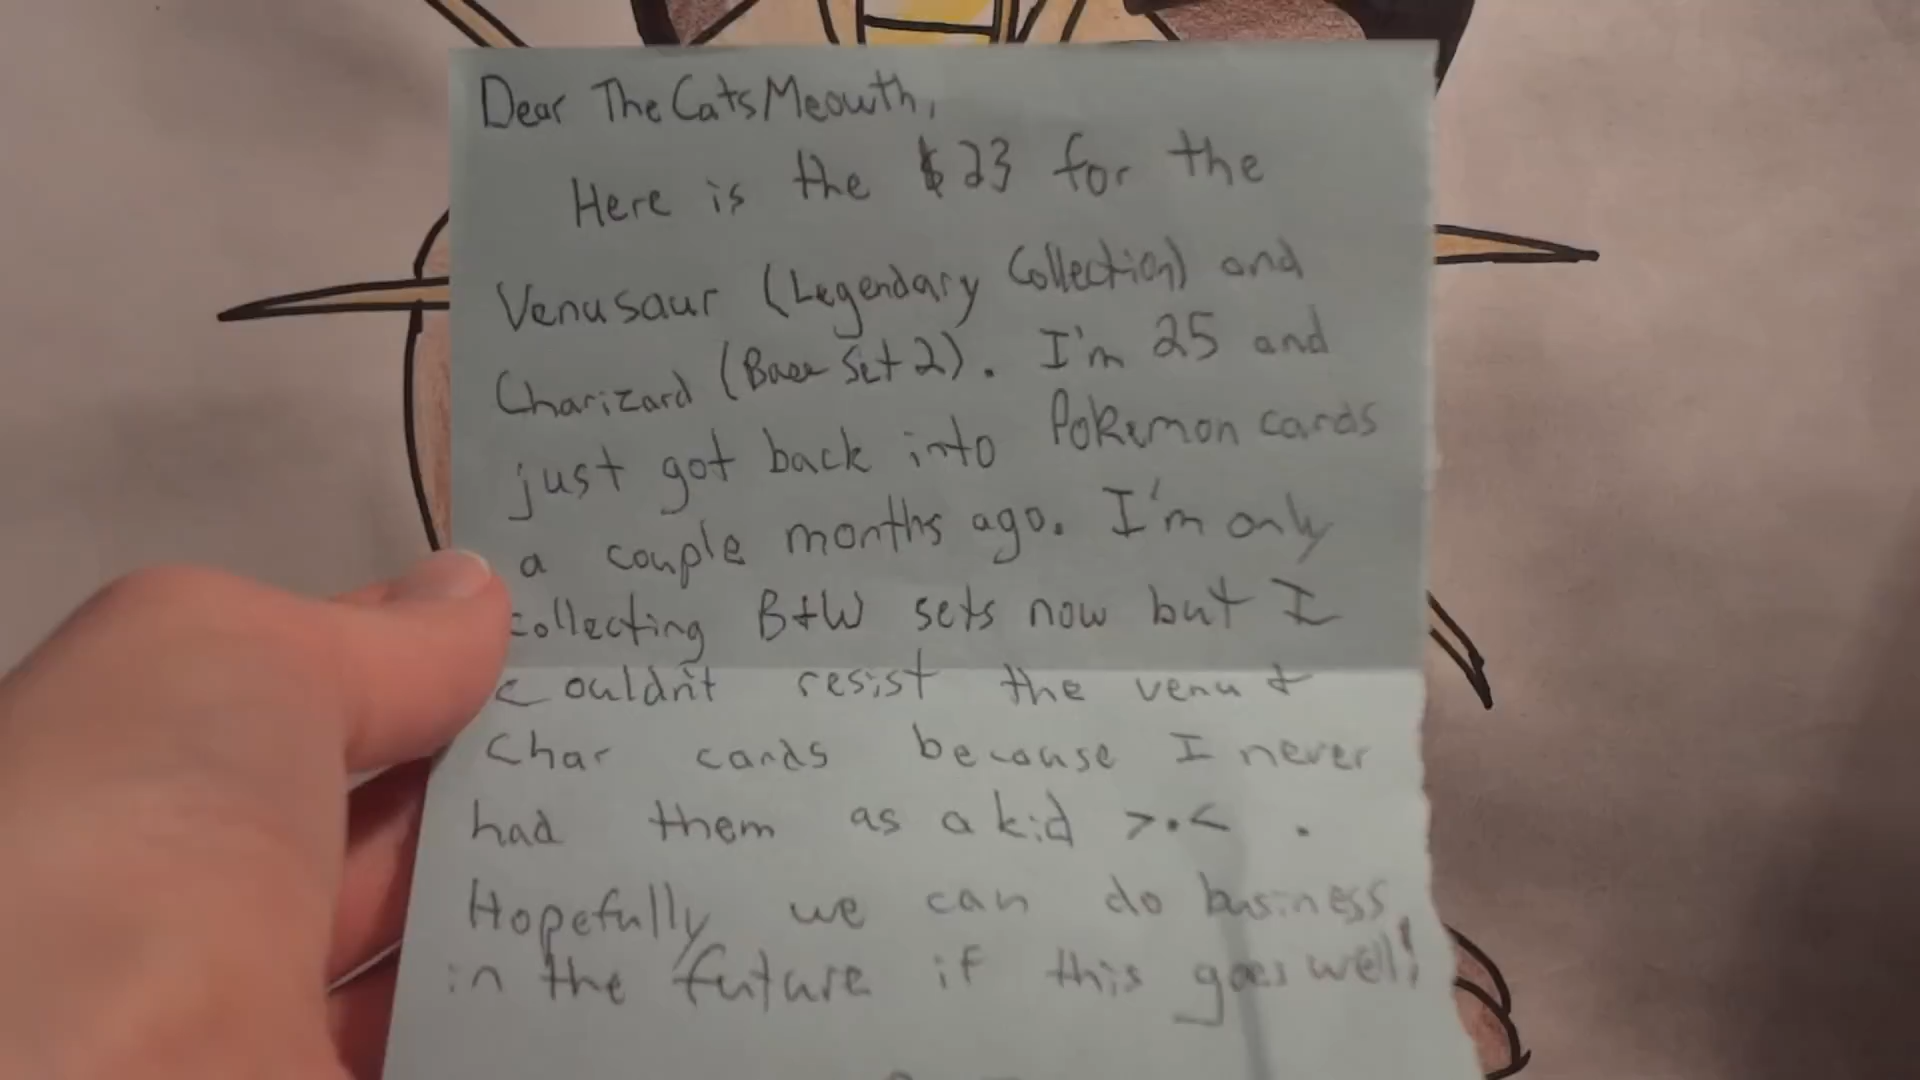 Dear The Cats Meowth,
Here is the $23 for the
Venusaur (Legendary Collection) and
Charizard (Base Set 2). I'm 25 and
just got back into Pokemon cards
a couple months ago. I'm only
collecting B+W sets now but I
couldn't resist the venu &
Char cards because I never
had them as a kid >.< .
Hopefully we can do business
in the future if this goes well!